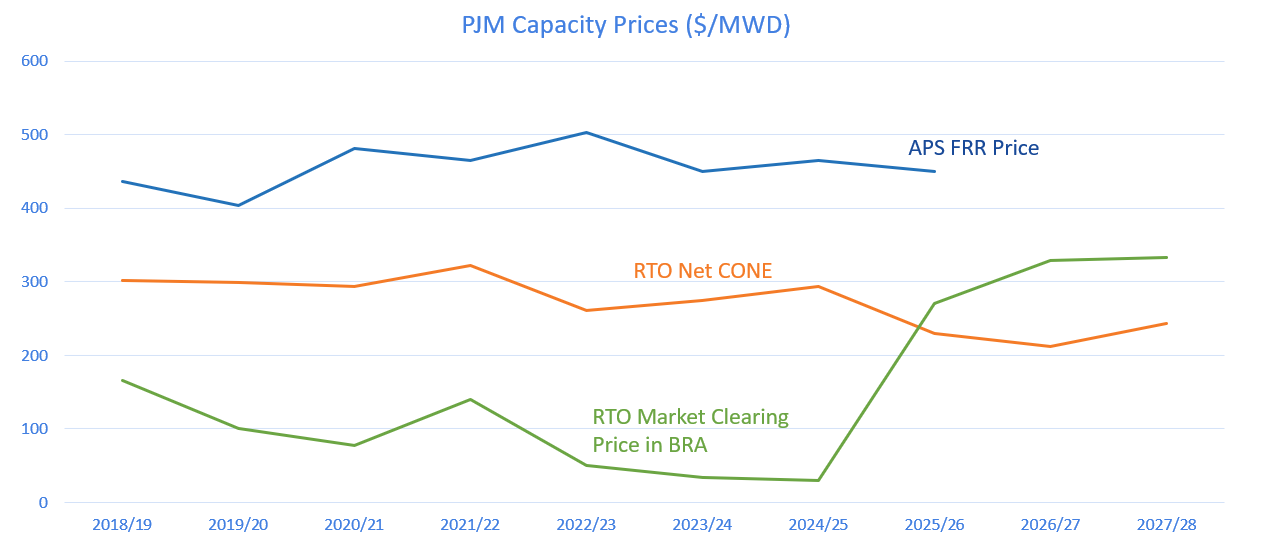 PJM Capacity Prices ($/MWD)
600
500
APS FRR Price
400
300
RTO Net CONE
200
100
RTO Market Clearing
Price in BRA
0
2018/19 2019/20 2020/21 2021/22 2022/23 2023/24 2024/25 2025/26 2026/27 2027/28